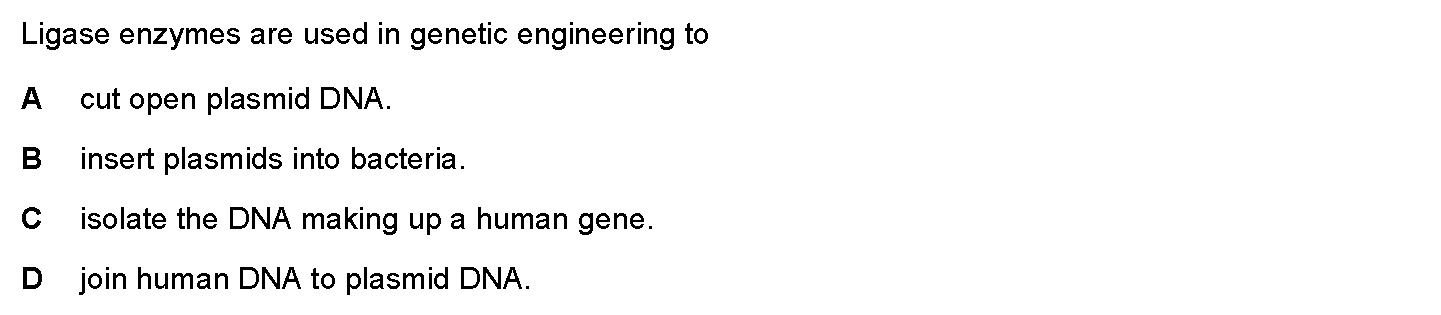 Ligase enzymes are used in genetic engineering to
A cut open plasmid DNA.
B insert plasmids into bacteria.
C isolate the DNA making up a human gene.
D join human DNA to plasmid DNA.